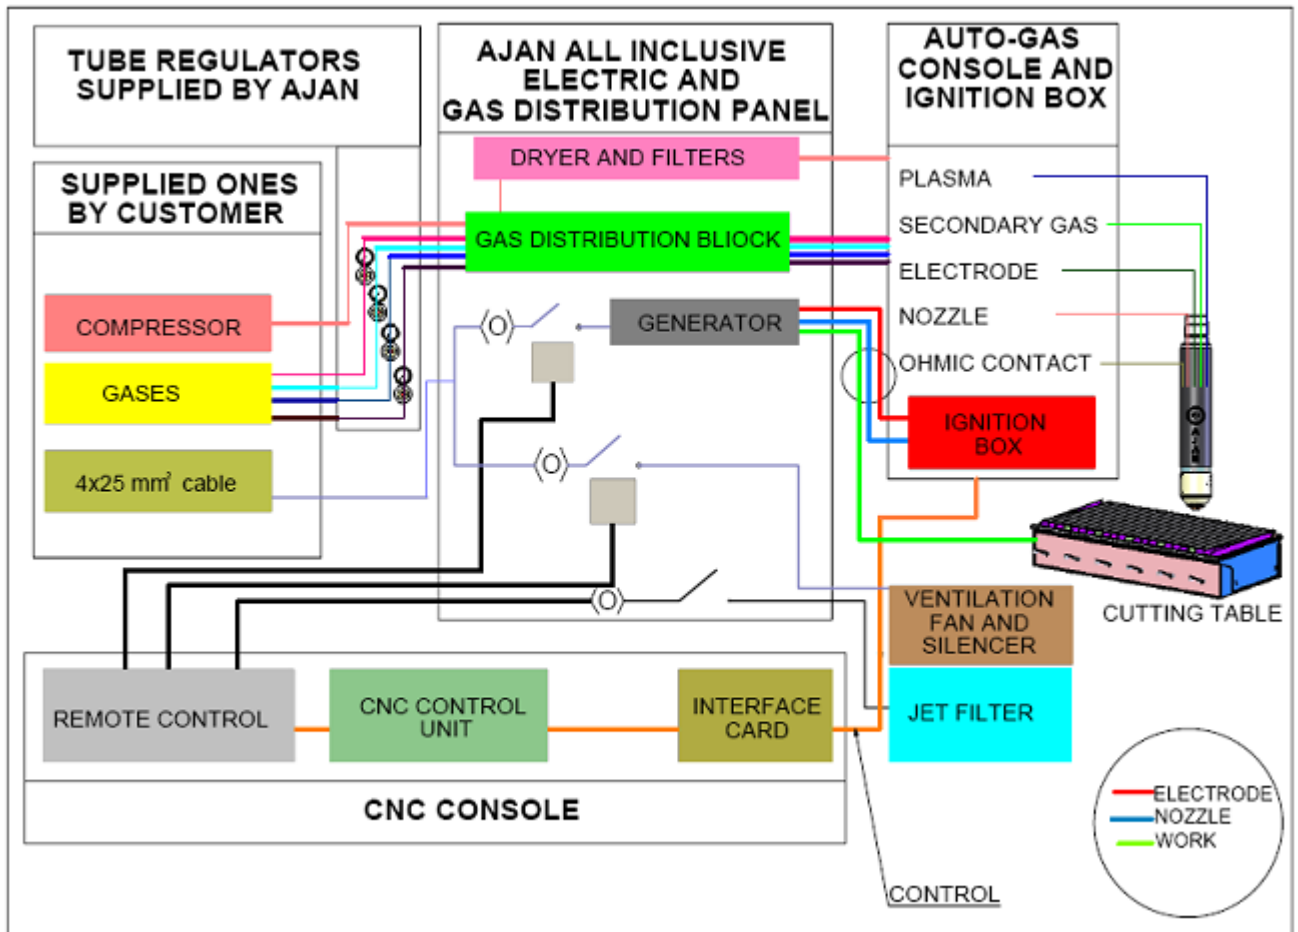 TUBE REGULATORS
SUPPLIED BY AJAN
AJAN ALL INCLUSIVE
ELECTRIC AND
GAS DISTRIBUTION PANEL
AUTO-GAS
CONSOLE AND
IGNITION BOX
SUPPLIED ONES
BY CUSTOMER
DRYER AND FILTERS
GAS DISTRIBUTION BLIOCK
GENERATOR
COMPRESSOR
GASES
4x25 mm² cable
PLASMA
SECONDARY GAS
ELECTRODE
NOZZLE
OHMIC CONTACT
IGNITION
BOX
AJAN
CUTTING TABLE
VENTILATION
FAN AND
SILENCER
JET FILTER
REMOTE CONTROL
CNC CONTROL
UNIT
INTERFACE
CARD
CNC CONSOLE
CONTROL
ELECTRODE
NOZZLE
WORK